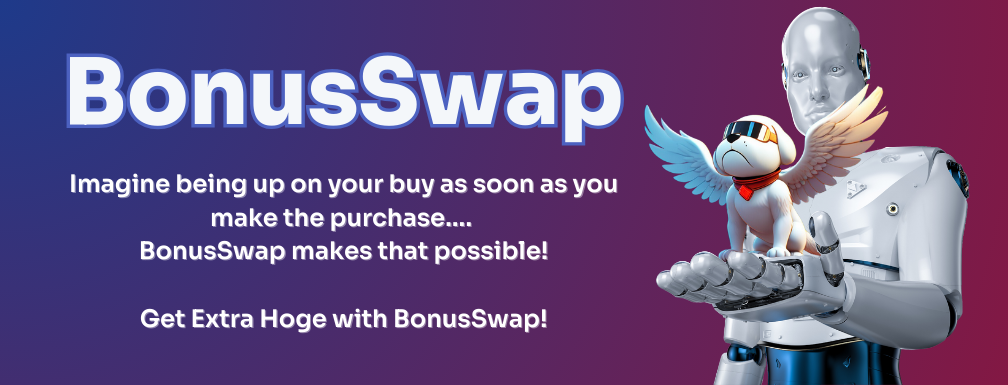 BonusSwap
Imagine being up on your buy as soon as you
make the purchase....
BonusSwap makes that possible!
Get Extra Hoge with BonusSwap!